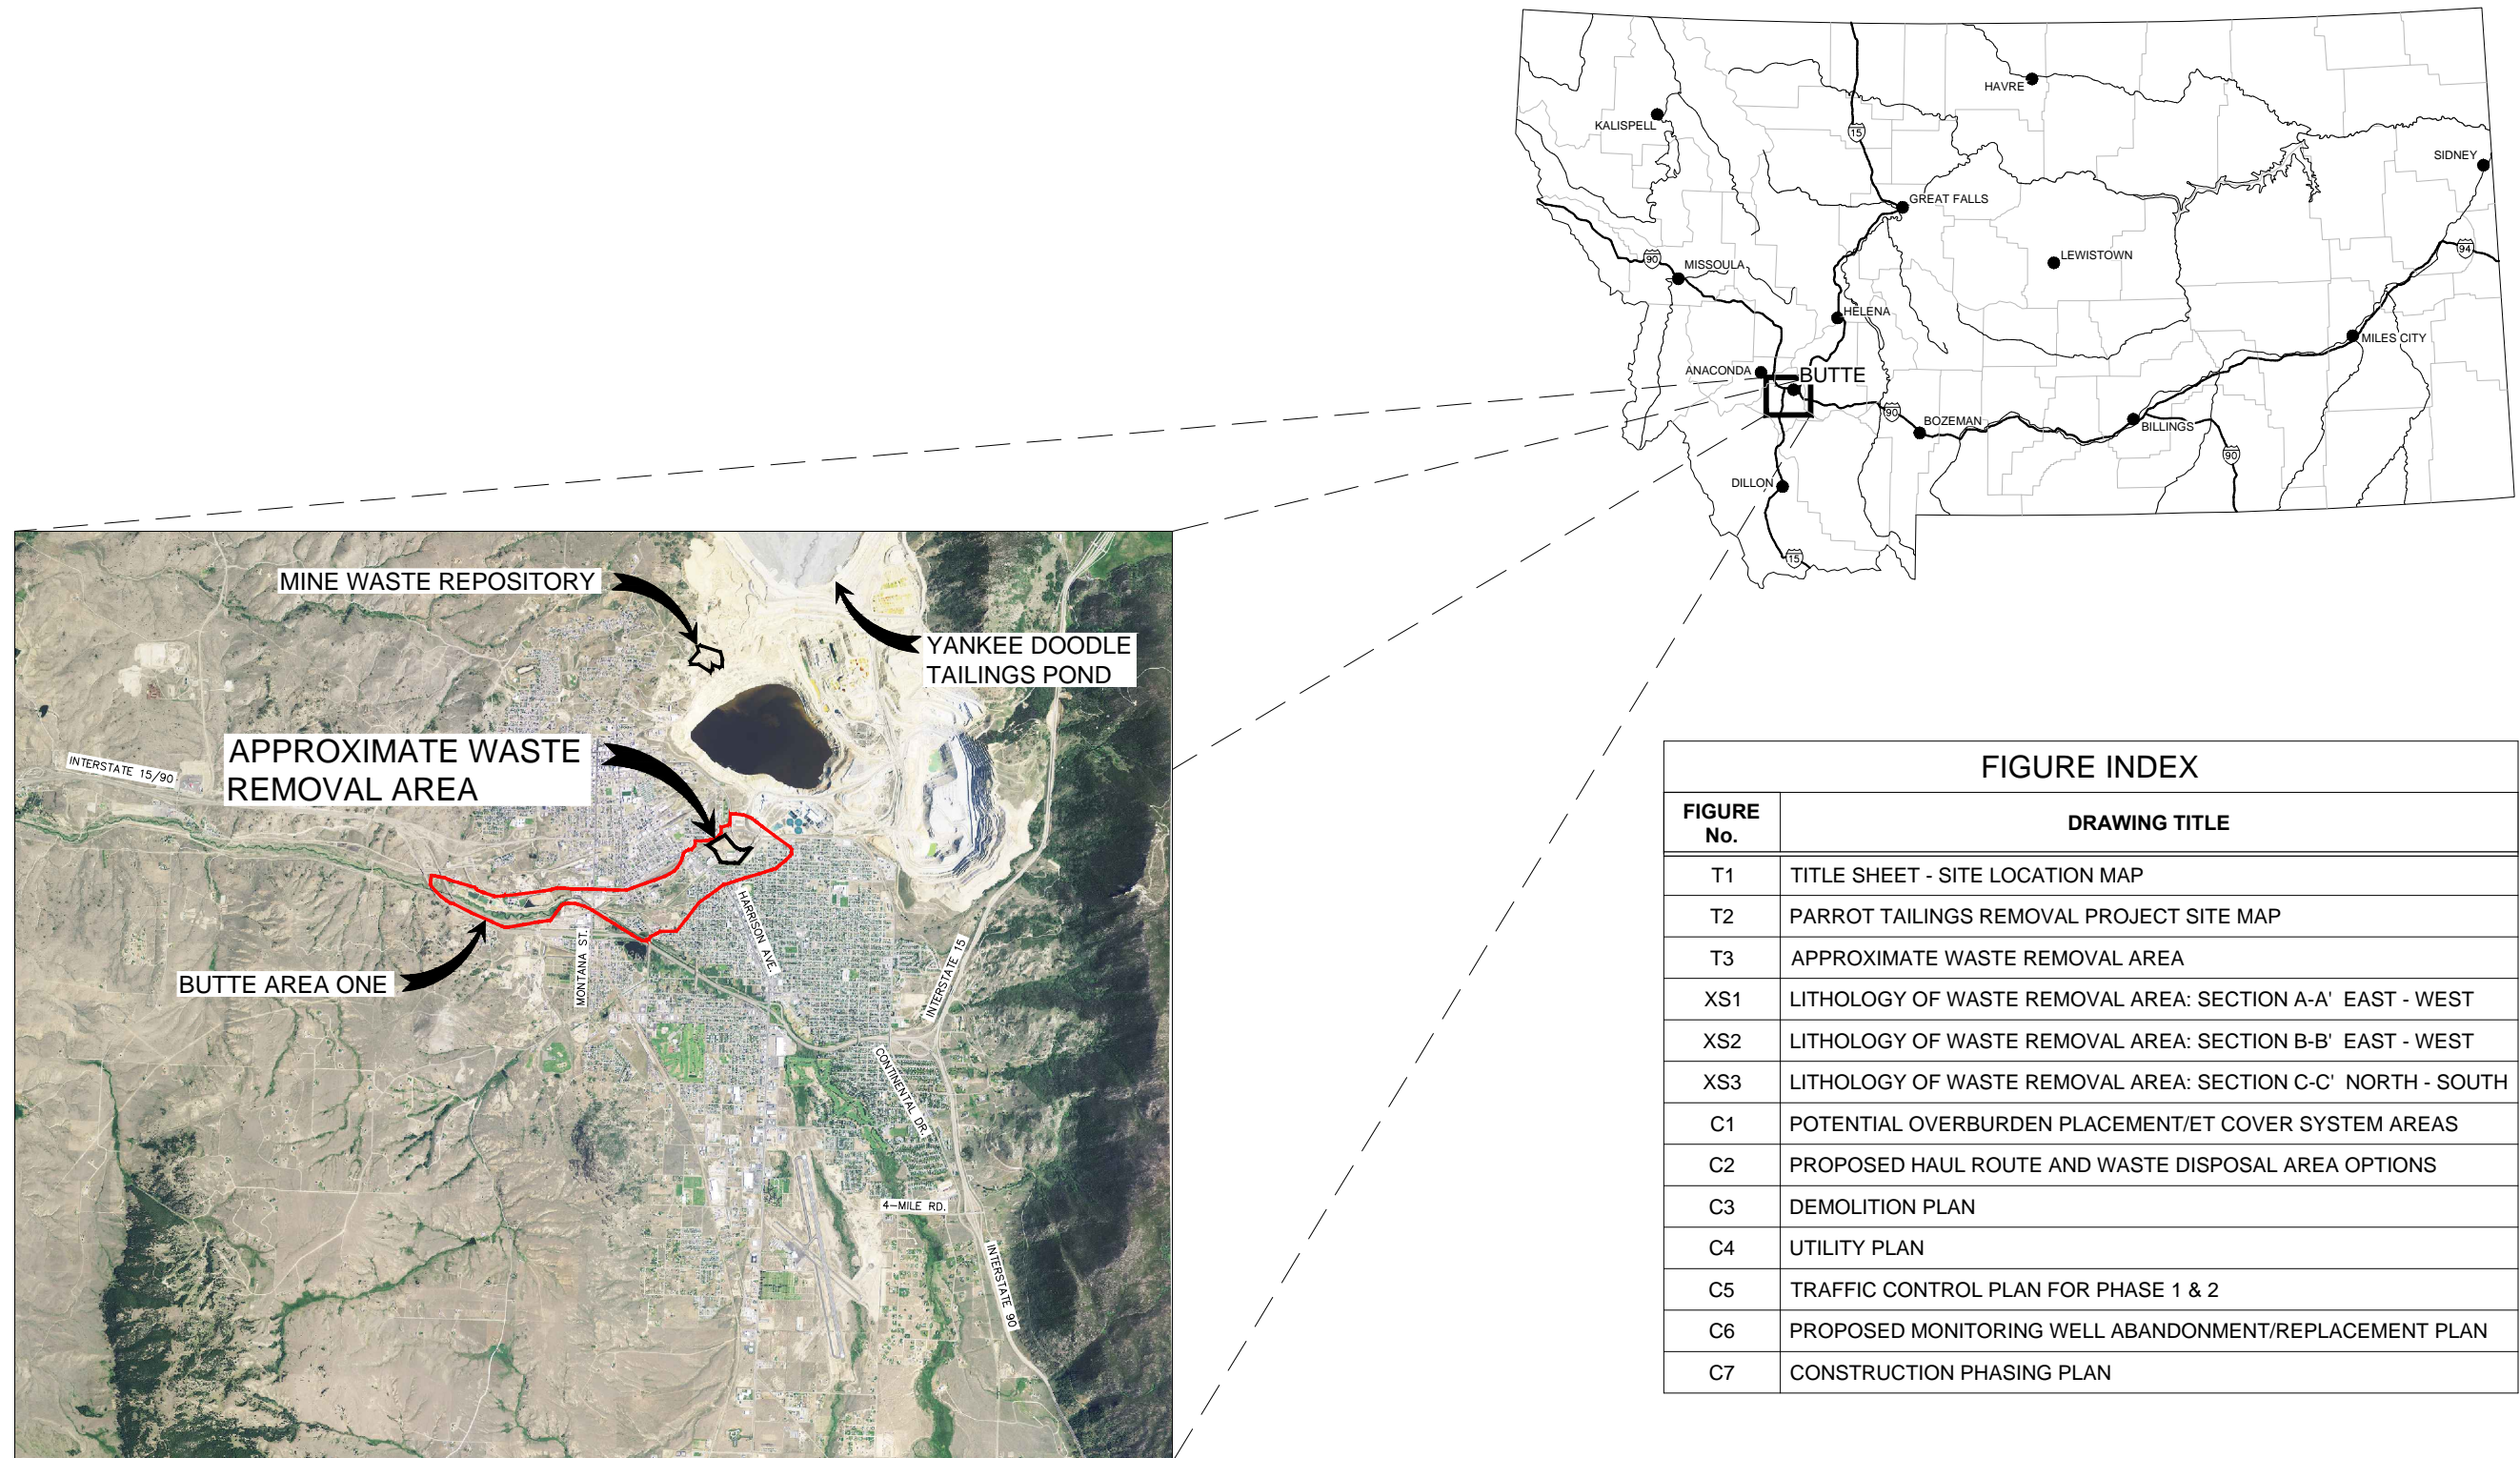 HAVRE
KALISPELL
15
SIDNEY
GREAT FALLS
90
MISSOULA
LEWISTOWN
94
HELENA
MILES CITY
ANACONDA
BUTTE
90
BOZEMAN
BILLINGS
90
DILLON
15
MINE WASTE REPOSITORY
YANKEE DOODLE
TAILINGS POND
APPROXIMATE WASTE
REMOVAL AREA
INTERSTATE 15/90
HARRISON AVE.
MONTANA ST.
BUTTE AREA ONE
INTERSTATE 15
CONTINENTAL DR.
4-MILE RD.
INTERSTATE 90
FIGURE INDEX
FIGURE
No.
DRAWING TITLE
T1 TITLE SHEET - SITE LOCATION MAP
T2 PARROT TAILINGS REMOVAL PROJECT SITE MAP
T3 APPROXIMATE WASTE REMOVAL AREA
XS1 LITHOLOGY OF WASTE REMOVAL AREA: SECTION A-A' EAST - WEST
XS2 LITHOLOGY OF WASTE REMOVAL AREA: SECTION B-B' EAST - WEST
XS3 LITHOLOGY OF WASTE REMOVAL AREA: SECTION C-C' NORTH - SOUTH
C1 POTENTIAL OVERBURDEN PLACEMENT/ET COVER SYSTEM AREAS
C2 PROPOSED HAUL ROUTE AND WASTE DISPOSAL AREA OPTIONS
C3 DEMOLITION PLAN
C4 UTILITY PLAN
C5 TRAFFIC CONTROL PLAN FOR PHASE 1 & 2
C6 PROPOSED MONITORING WELL ABANDONMENT/REPLACEMENT PLAN
C7 CONSTRUCTION PHASING PLAN